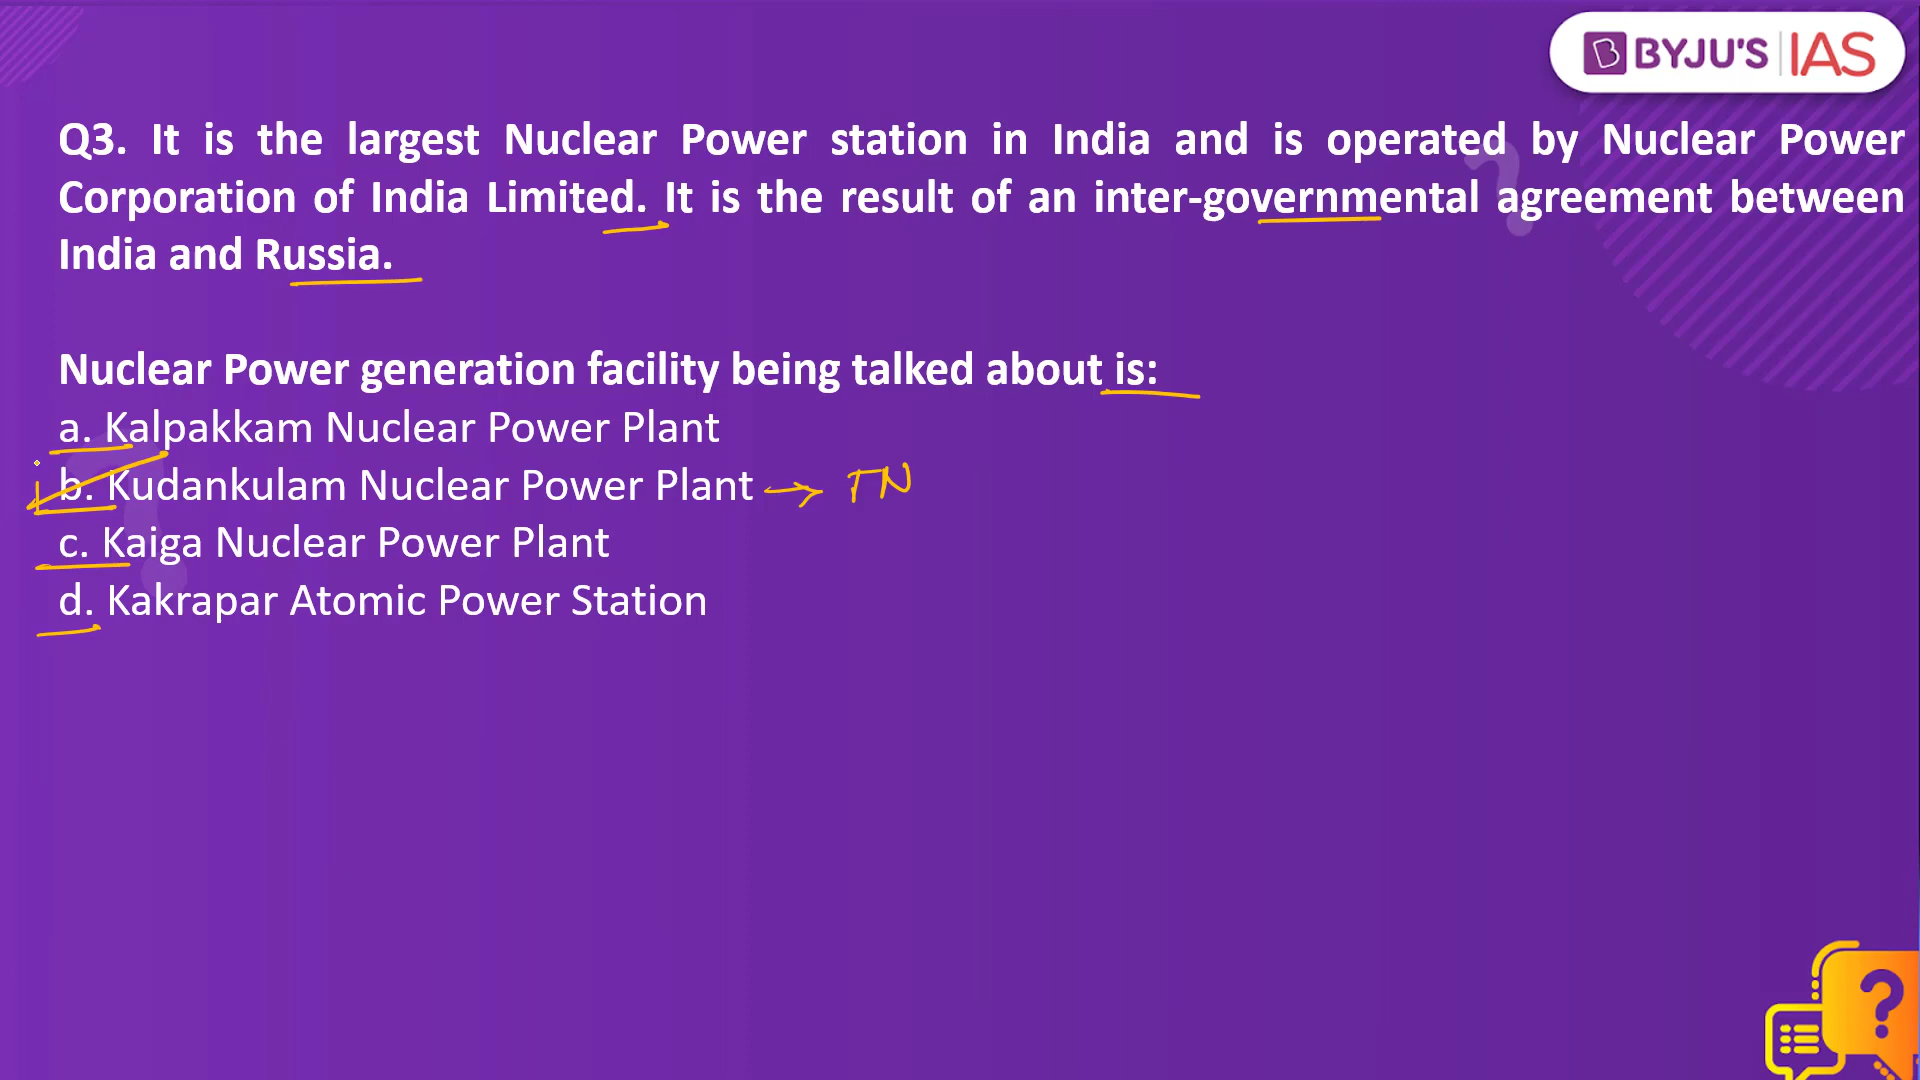 BYJU'S IAS
Q3. It is the largest Nuclear Power station in India and is operated by Nuclear Power
Corporation of India Limited. It is the result of an inter-governmental agreement between
India and Russia.
Nuclear Power generation facility being talked about is:
a. Kalpakkam Nuclear Power Plant
b. Kudankulam Nuclear Power Plant → TN
c. Kaiga Nuclear Power Plant
d. Kakrapar Atomic Power Station